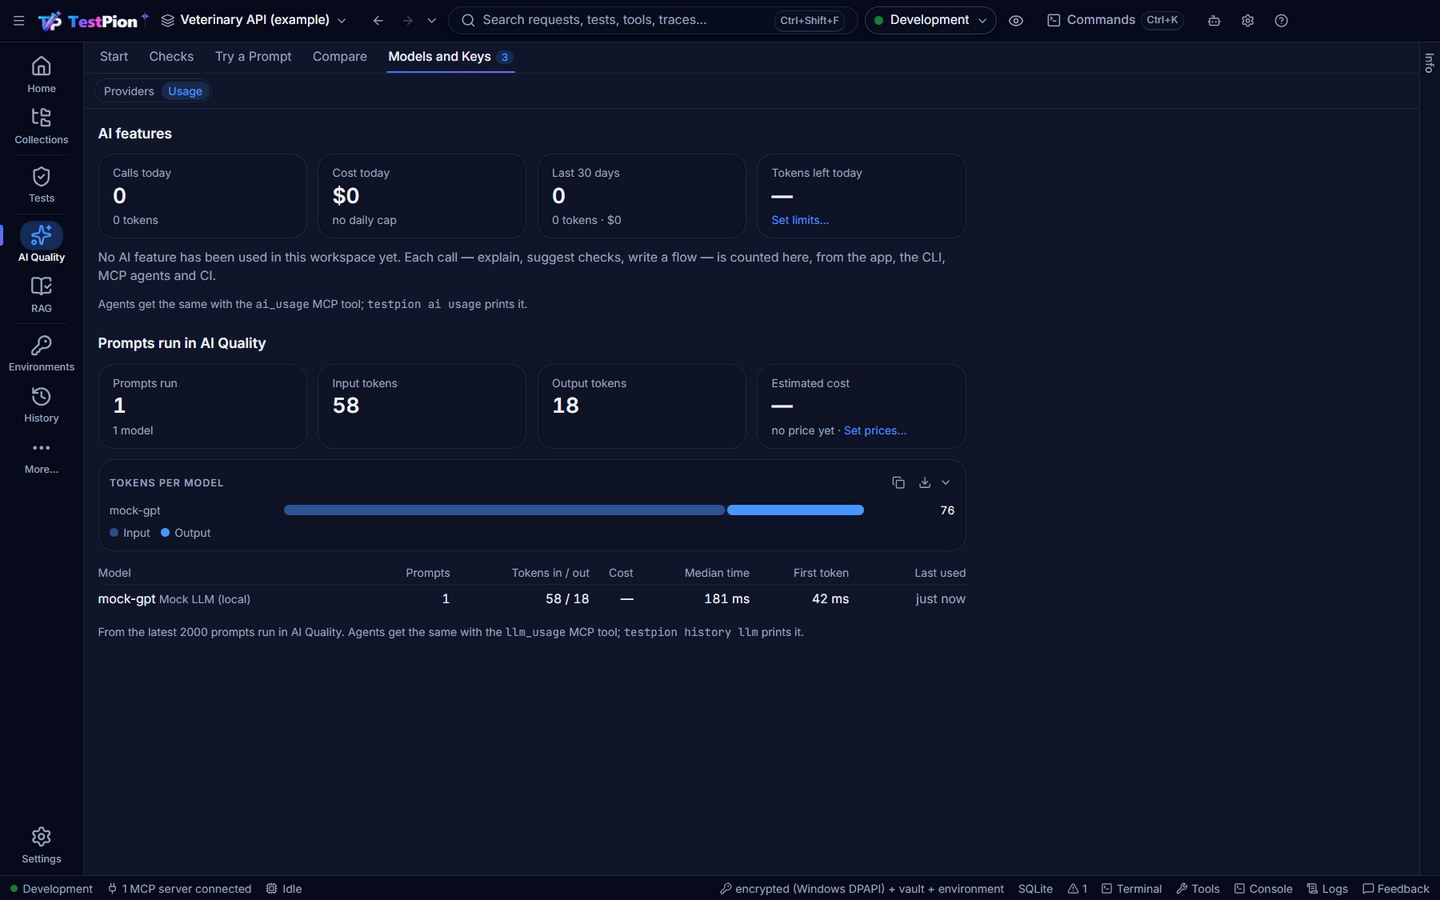 TestPion
Veterinary API (example)
Search requests, tests, tools, traces...
Ctrl+Shift+F
Development
Commands
Ctrl+K
Home
Collections
Tests
AI Quality
RAG
Environments
History
More...
Settings
Start
Checks
Try a Prompt
Compare
Models and Keys
3
Info
Providers
Usage
AI features
Calls today
0
0 tokens
Cost today
$0
no daily cap
Last 30 days
0
0 tokens · $0
Tokens left today
—
Set limits...
No AI feature has been used in this workspace yet. Each call — explain, suggest checks, write a flow — is counted here, from the app, the CLI,
MCP agents and CI.
Agents get the same with the ai_usage MCP tool; testpion ai usage prints it.
Prompts run in AI Quality
Prompts run
1
1 model
Input tokens
58
Output tokens
18
Estimated cost
—
no price yet · Set prices...
TOKENS PER MODEL
mock-gpt
76
Input
Output
Model Prompts Tokens in / out Cost Median time First token Last used
mock-gpt Mock LLM (local) 1 58 / 18 — 181 ms 42 ms just now
From the latest 2000 prompts run in AI Quality. Agents get the same with the llm_usage MCP tool; testpion history llm prints it.
Development
1 MCP server connected
Idle
encrypted (Windows DPAPI) + vault + environment
SQLite
1
Terminal
Tools
Console
Logs
Feedback